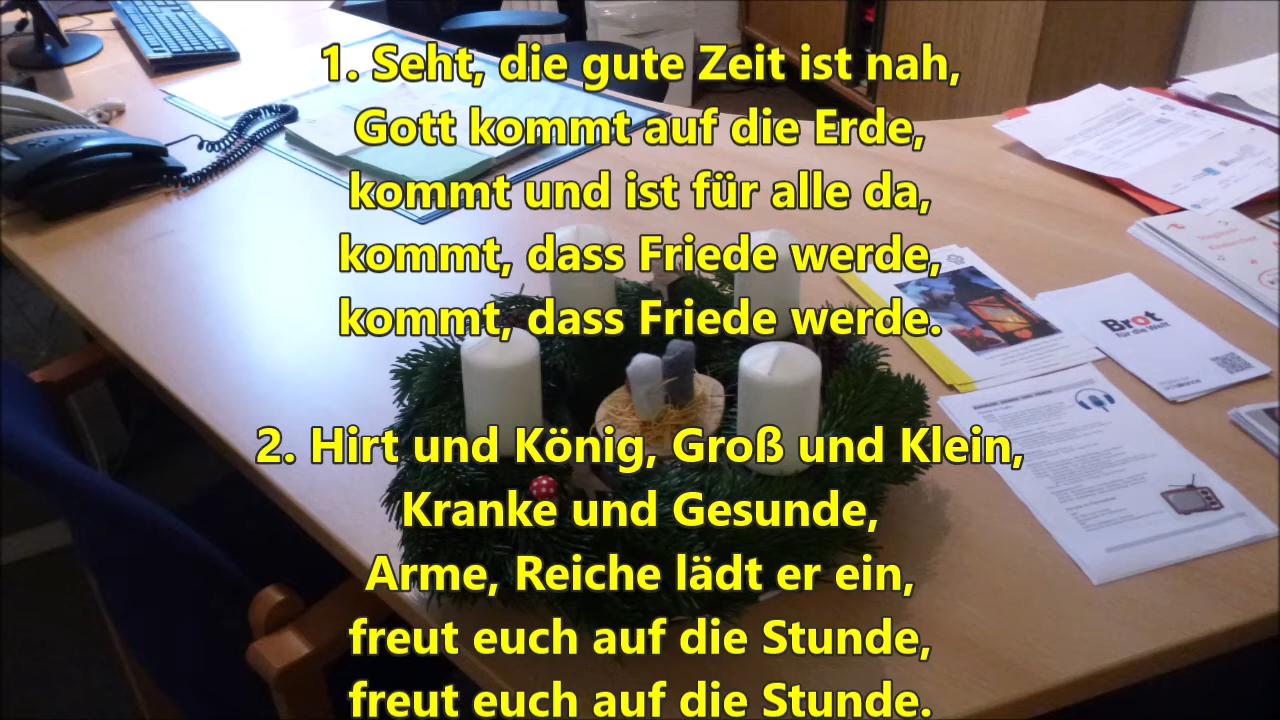 1. Seht, die gute Zeit ist nah,
Gott kommt auf die Erde,
kommt und ist für alle da,
kommt, dass Friede werde,
kommt, dass Friede werde.
2. Hirt und König, Groß und Klein,
Kranke und Gesunde,
Arme, Reiche lädt er ein,
freut euch auf die Stunde,
freut euch auf die Stunde.
Brot
für die Welt